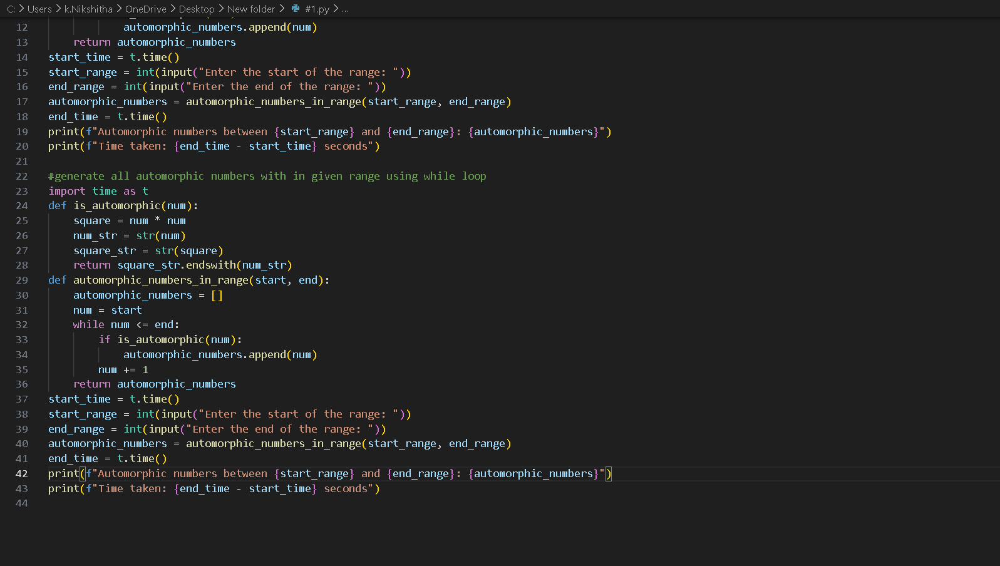 C: > Users > k.Nikshitha > OneDrive > Desktop > New folder > #1.py > ...
12             automorphic_numbers.append(num)
13     return automorphic_numbers
14 start_time = t.time()
15 start_range = int(input("Enter the start of the range: "))
16 end_range = int(input("Enter the end of the range: "))
17 automorphic_numbers = automorphic_numbers_in_range(start_range, end_range)
18 end_time = t.time()
19 print(f"Automorphic numbers between {start_range} and {end_range}: {automorphic_numbers}")
20 print(f"Time taken: {end_time - start_time} seconds")
21
22 #generate all automorphic numbers with in given range using while loop
23 import time as t
24 def is_automorphic(num):
25     square = num * num
26     num_str = str(num)
27     square_str = str(square)
28     return square_str.endswith(num_str)
29 def automorphic_numbers_in_range(start, end):
30     automorphic_numbers = []
31     num = start
32     while num <= end:
33         if is_automorphic(num):
34             automorphic_numbers.append(num)
35         num += 1
36     return automorphic_numbers
37 start_time = t.time()
38 start_range = int(input("Enter the start of the range: "))
39 end_range = int(input("Enter the end of the range: "))
40 automorphic_numbers = automorphic_numbers_in_range(start_range, end_range)
41 end_time = t.time()
42 print(f"Automorphic numbers between {start_range} and {end_range}: {automorphic_numbers}")
43 print(f"Time taken: {end_time - start_time} seconds")
44